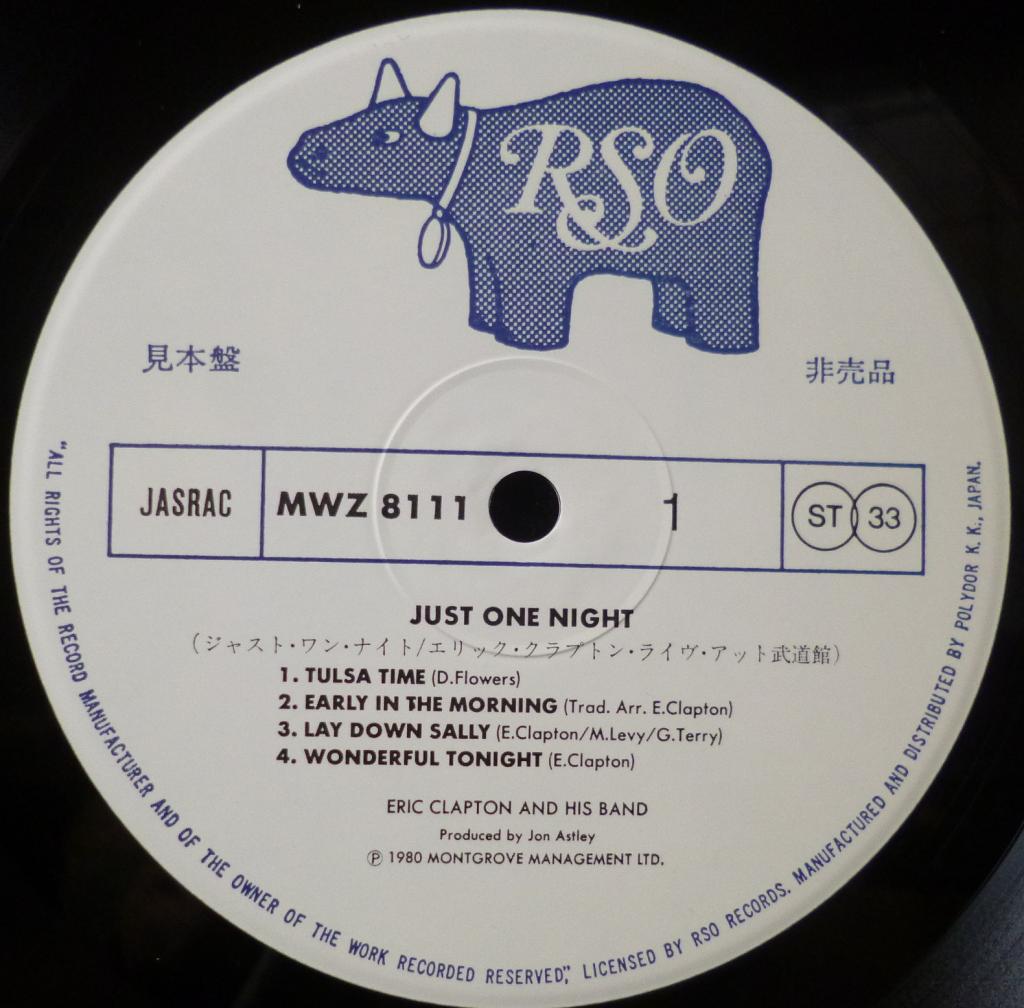 RSO
見本盤
非売品
JASRAC
MWZ 8111
1
ST 33
JUST ONE NIGHT
(ジャスト・ワン・ナイト/エリック・クラプトン・ライヴ・アット武道館)
1. TULSA TIME (D.Flowers)
2. EARLY IN THE MORNING (Trad. Arr. E.Clapton)
3. LAY DOWN SALLY (E.Clapton/M.Levy/G.Terry)
4. WONDERFUL TONIGHT (E.Clapton)
ERIC CLAPTON AND HIS BAND
Produced by Jon Astley
Ⓟ 1980 MONTGROVE MANAGEMENT LTD.
"ALL RIGHTS OF THE RECORD MANUFACTURER AND OF THE OWNER OF THE WORK RECORDED RESERVED", LICENSED BY RSO RECORDS. MANUFACTURED AND DISTRIBUTED BY POLYDOR K. K., JAPAN.